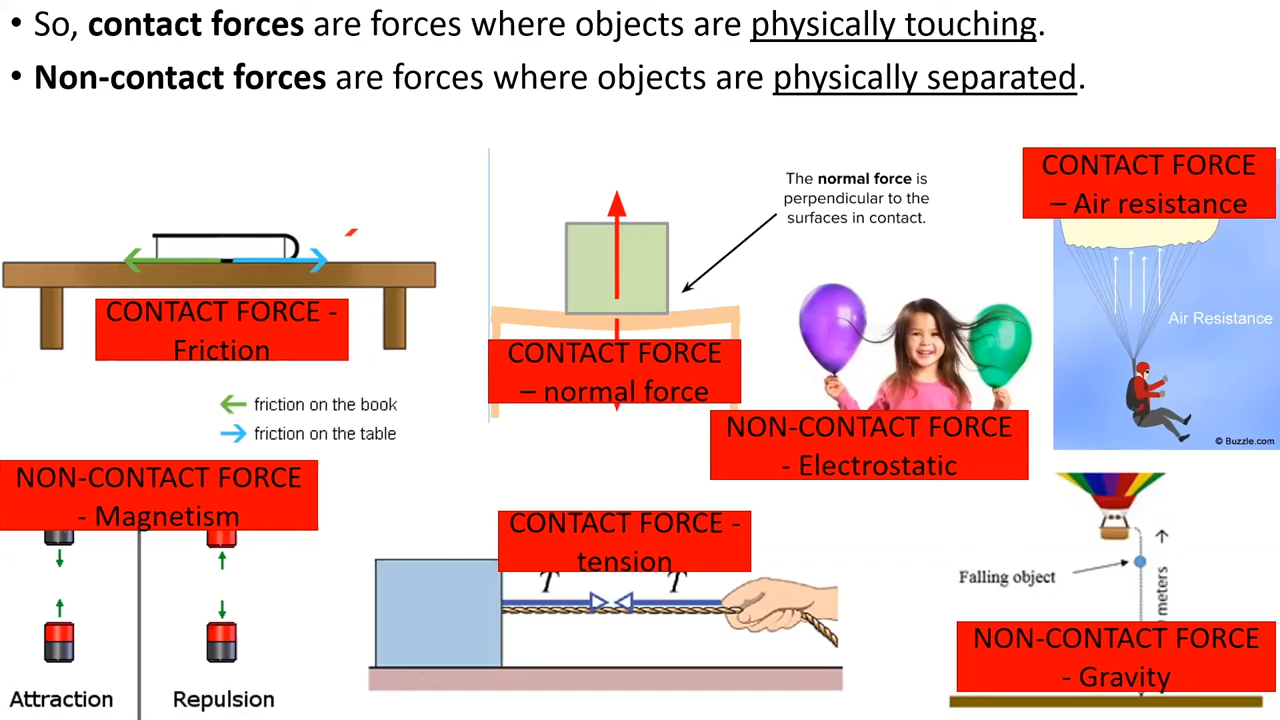 • So, contact forces are forces where objects are physically touching.
• Non-contact forces are forces where objects are physically separated.
The normal force is
perpendicular to the
surfaces in contact.
CONTACT FORCE
– Air resistance
Air Resistance
© Buzzle.com
CONTACT FORCE -
Friction
friction on the book
friction on the table
CONTACT FORCE
– normal force
NON-CONTACT FORCE
- Electrostatic
NON-CONTACT FORCE
- Magnetism
Attraction
Repulsion
CONTACT FORCE -
tension
T T
Falling object
meters
NON-CONTACT FORCE
- Gravity